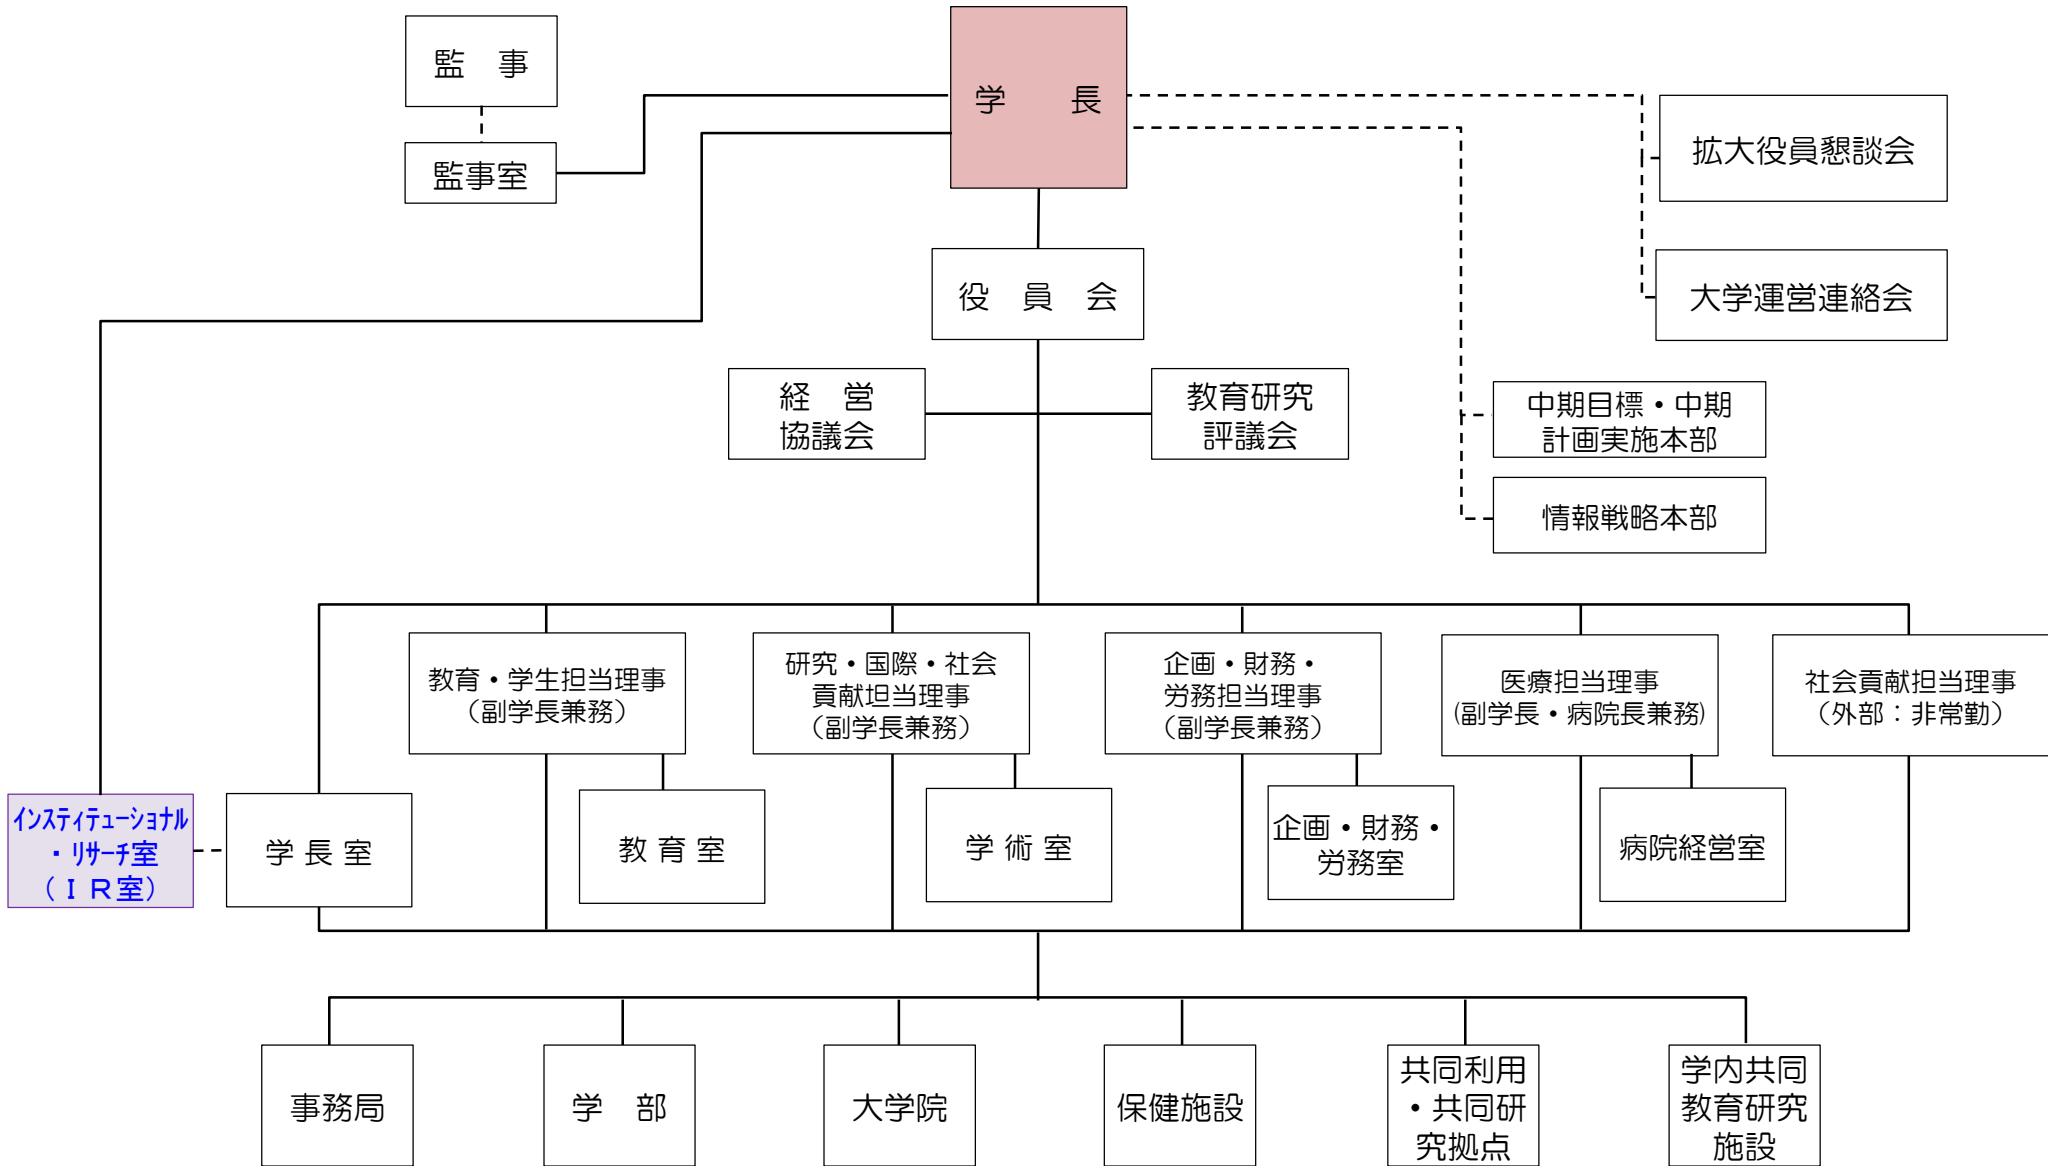 監　事
学　　長
監事室
拡大役員懇談会
役　員　会
大学運営連絡会
経　営
協議会
教育研究
評議会
中期目標・中期
計画実施本部
情報戦略本部
教育・学生担当理事
（副学長兼務）
研究・国際・社会
貢献担当理事
（副学長兼務）
企画・財務・
労務担当理事
（副学長兼務）
医療担当理事
(副学長・病院長兼務)
社会貢献担当理事
（外部：非常勤）
ｲﾝｽﾃｨﾃｭｰｼｮﾅﾙ
・ﾘｻｰﾁ室
（ＩＲ室）
学 長 室
教 育 室
学 術 室
企画・財務・
労務室
病院経営室
事務局
学　部
大学院
保健施設
共同利用
・共同研
究拠点
学内共同
教育研究
施設